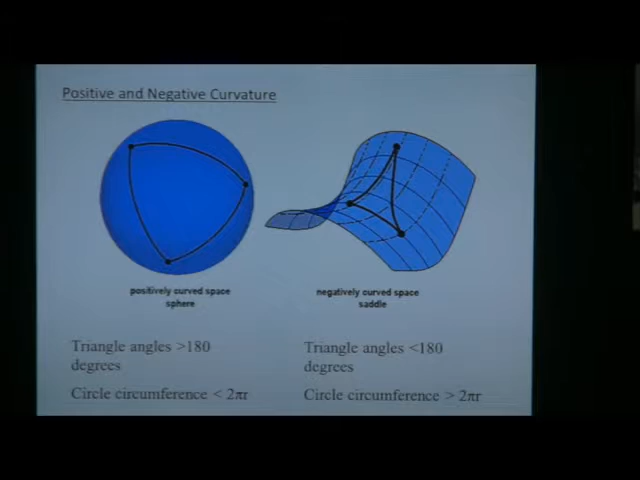 Positive and Negative Curvature
positively curved space
sphere
negatively curved space
saddle
Triangle angles >180
degrees
Circle circumference < 2πr
Triangle angles <180
degrees
Circle circumference > 2πr